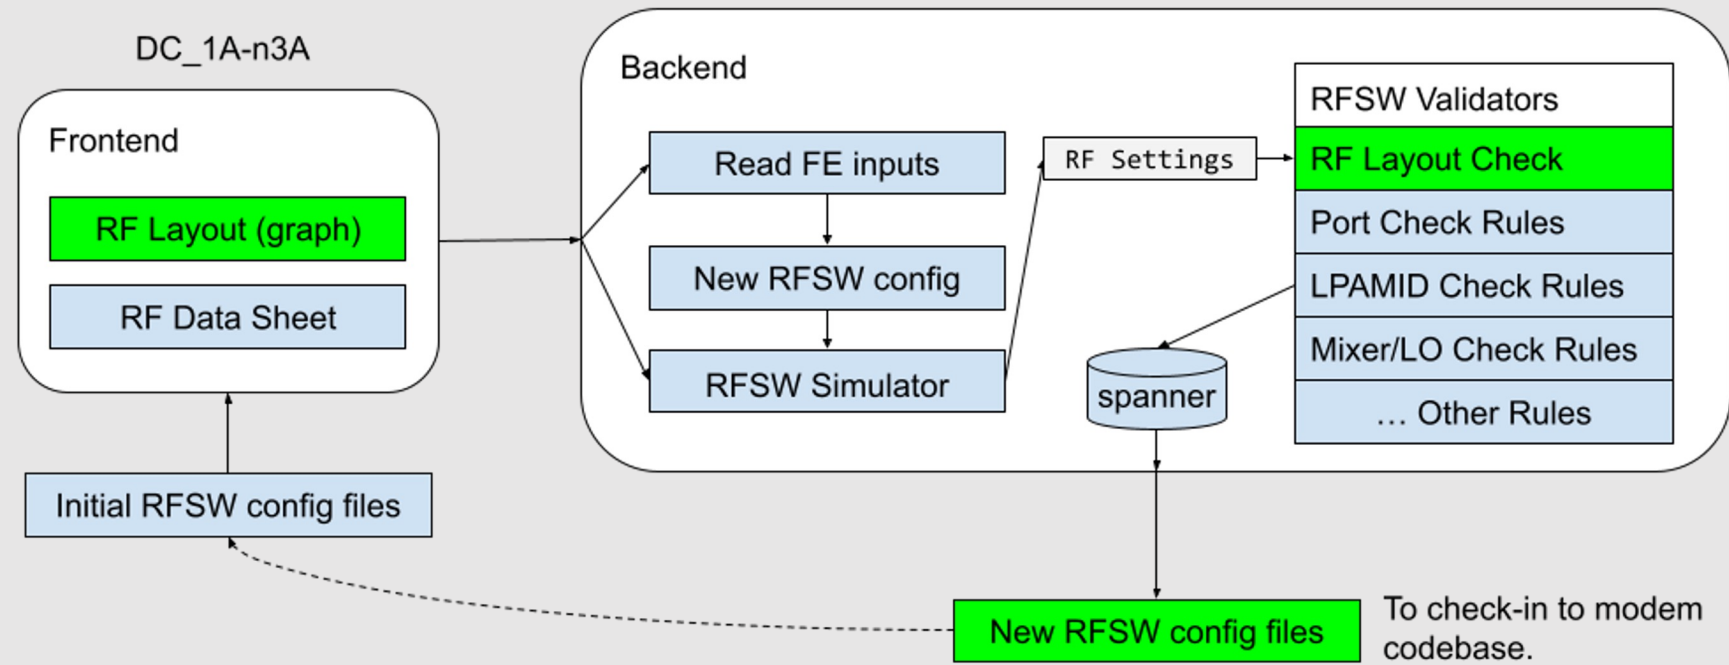 DC_1A-n3A
Frontend
RF Layout (graph)
RF Data Sheet
Initial RFSW config files
Backend
Read FE inputs
New RFSW config
RFSW Simulator
RF Settings
spanner
RFSW Validators
RF Layout Check
Port Check Rules
LPAMID Check Rules
Mixer/LO Check Rules
... Other Rules
New RFSW config files
To check-in to modem
codebase.